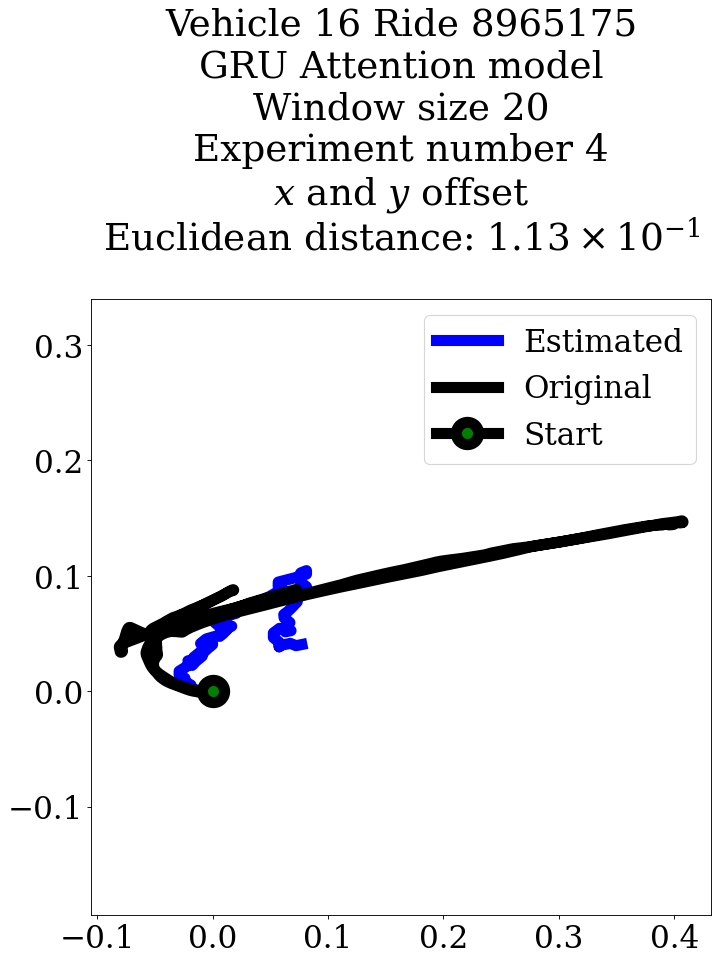 Vehicle 16 Ride 8965175
GRU Attention model
Window size 20
Experiment number 4
x and y offset
Euclidean distance: 1.13 × 10⁻¹
Estimated
Original
Start
0.3
0.2
0.1
0.0
−0.1
−0.1 0.0 0.1 0.2 0.3 0.4